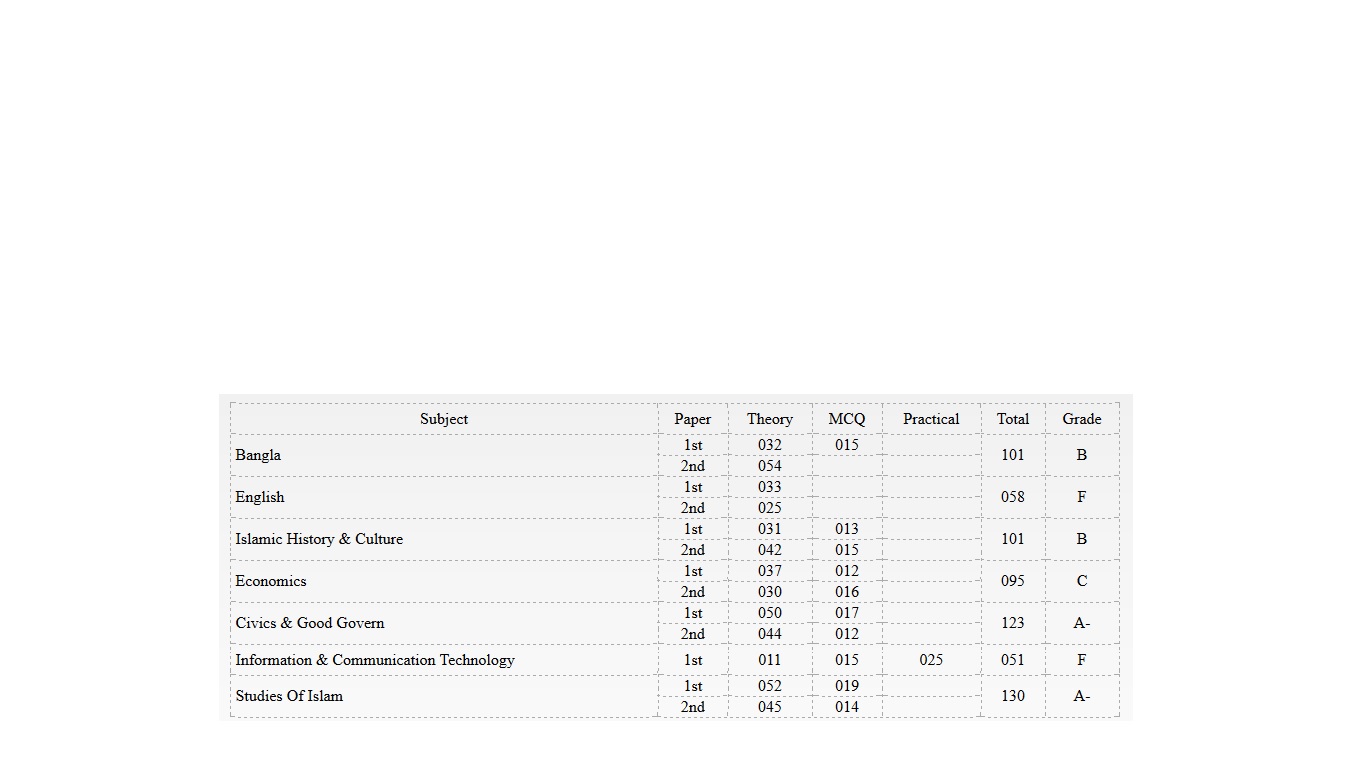 Subject Paper Theory MCQ Practical Total Grade
Bangla 1st 032 015 101 B
2nd 054
English 1st 033 058 F
2nd 025
Islamic History & Culture 1st 031 013 101 B
2nd 042 015
Economics 1st 037 012 095 C
2nd 030 016
Civics & Good Govern 1st 050 017 123 A-
2nd 044 012
Information & Communication Technology 1st 011 015 025 051 F
Studies Of Islam 1st 052 019 130 A-
2nd 045 014